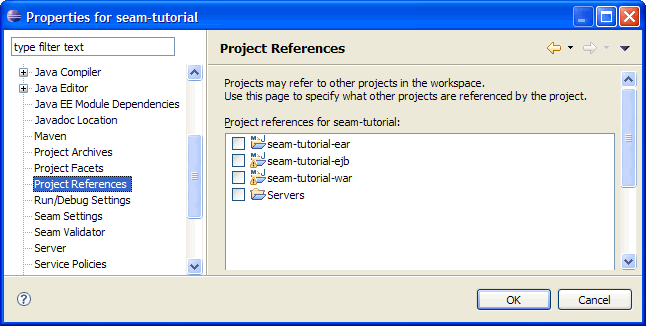 Properties for seam-tutorial
type filter text
Java Compiler
Java Editor
Java EE Module Dependencies
Javadoc Location
Maven
Project Archives
Project Facets
Project References
Run/Debug Settings
Seam Settings
Seam Validator
Server
Service Policies
Project References
Projects may refer to other projects in the workspace.
Use this page to specify what other projects are referenced by the project.
Project references for seam-tutorial:
seam-tutorial-ear
seam-tutorial-ejb
seam-tutorial-war
Servers
OK
Cancel